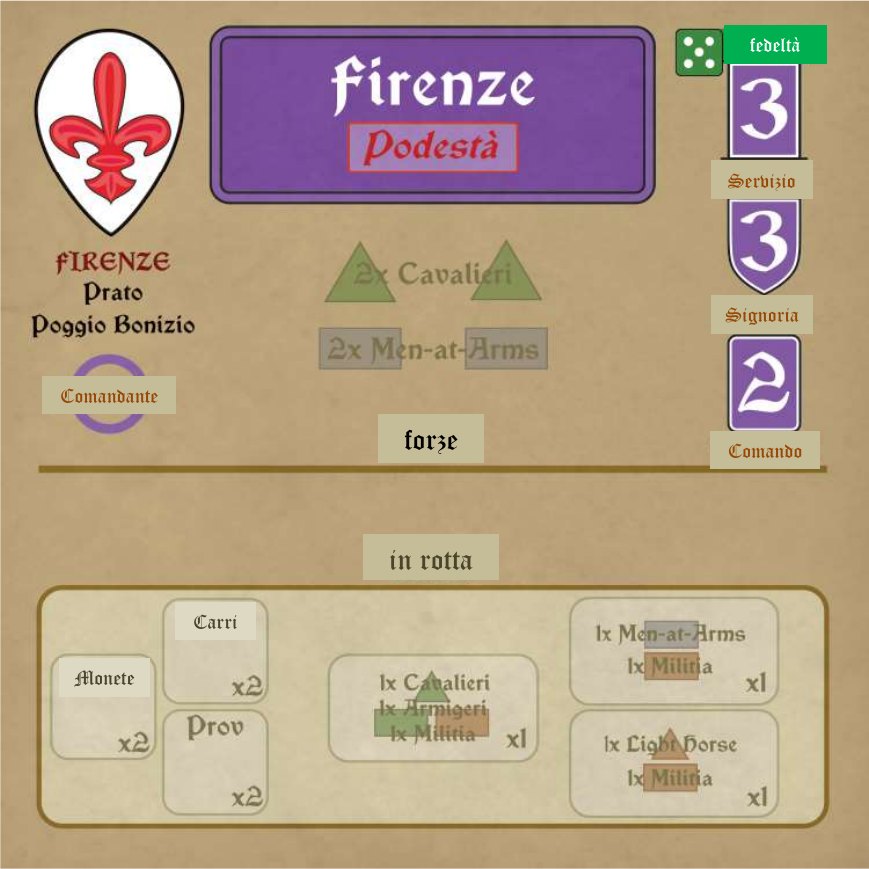 Firenze
Podestà
fedeltà
3
Servizio
3
Signoria
2
Comando
FIRENZE
Prato
Poggio Bonizio
Comandante
2x Cavalieri
2x Men-at-Arms
forze
in rotta
Monete
x2
Carri
x2
Prov
x2
1x Cavalieri
1x Armigeri
1x Militia
x1
1x Men-at-Arms
1x Militia
x1
1x Light Horse
1x Militia
x1